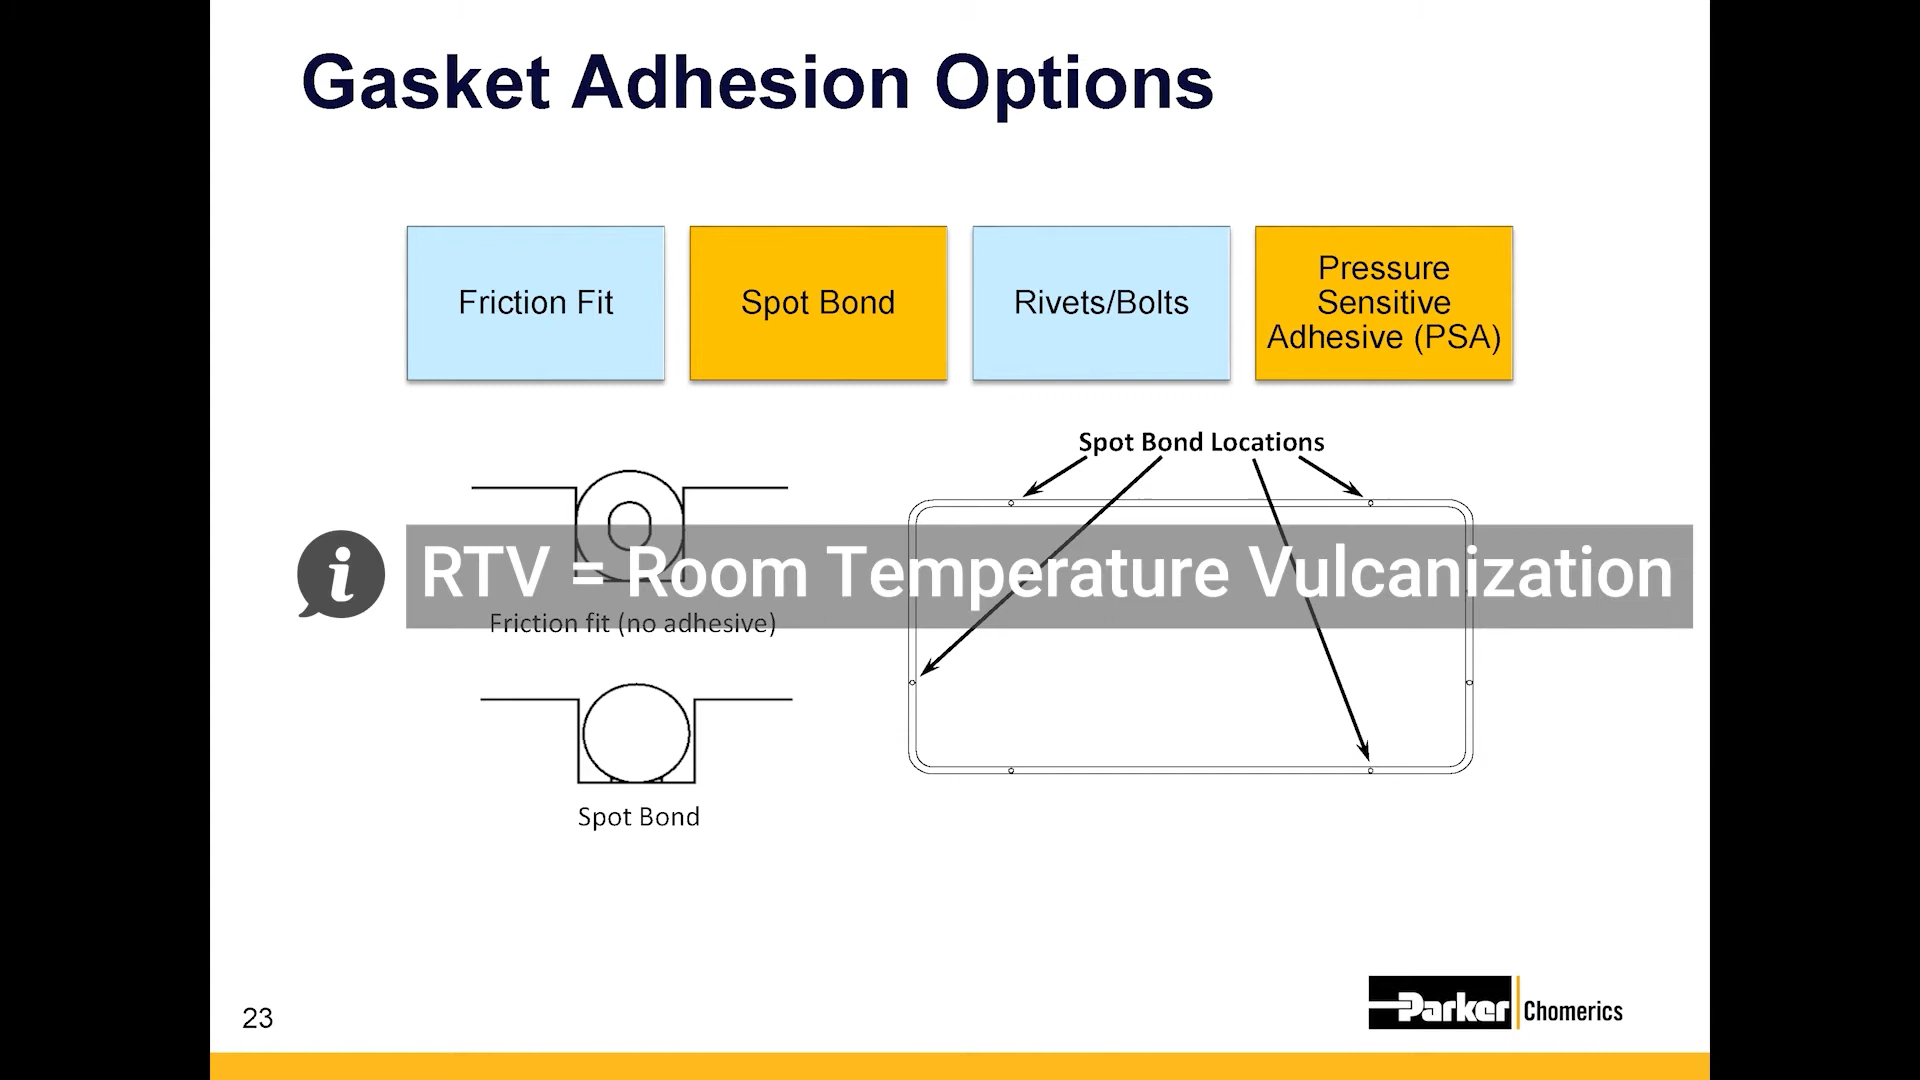 Gasket Adhesion Options
Friction Fit
Spot Bond
Rivets/Bolts
Pressure
Sensitive
Adhesive (PSA)
Spot Bond Locations
i
RTV = Room Temperature Vulcanization
Friction fit (no adhesive)
Spot Bond
23
Parker
Chomerics